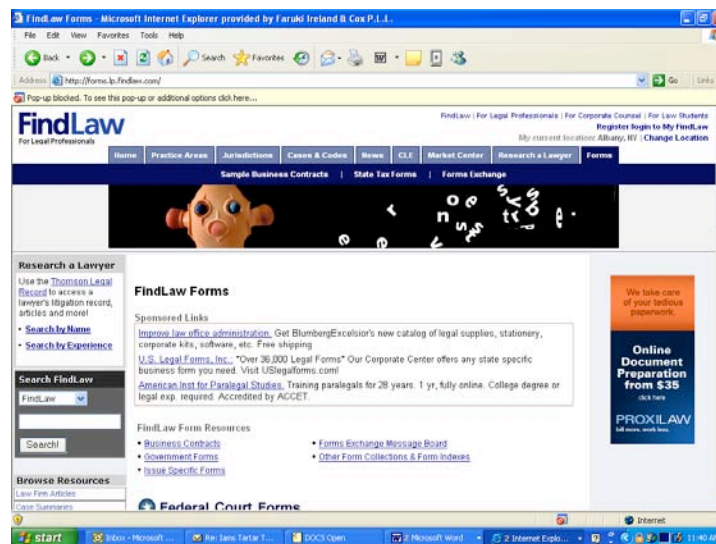 FindLaw Forms - Microsoft Internet Explorer provided by Faruki Ireland & Cox P.L.L.
File Edit View Favorites Tools Help
Back Search Favorites
Address http://forms.lp.findlaw.com/ Go Links
Pop-up blocked. To see this pop-up or additional options click here...
FindLaw | For Legal Professionals | For Corporate Counsel | For Law Students
FindLaw
Register/login to My FindLaw
For Legal Professionals
My current location: Albany, NY | Change Location
Home Practice Areas Jurisdictions Cases & Codes News CLE Market Center Research a Lawyer Forms
Sample Business Contracts | State Tax Forms | Forms Exchange
Research a Lawyer
Use the Thomson Legal
Record to access a
lawyer's litigation record,
articles and more!
• Search by Name
• Search by Experience
Search FindLaw
FindLaw
Search!
Browse Resources
Law Firm Articles
Case Summaries
FindLaw Forms
Sponsored Links
Improve law office administration. Get BlumbergExcelsior's new catalog of legal supplies, stationery,
corporate kits, software, etc. Free shipping
U.S. Legal Forms, Inc.: "Over 36,000 Legal Forms" Our Corporate Center offers any state specific
business form you need. Visit USlegalforms.com!
American Inst for Paralegal Studies, Training paralegals for 28 years. 1 yr, fully online. College degree or
legal exp. required. Accredited by ACCET.
FindLaw Form Resources
• Business Contracts
• Government Forms
• Issue Specific Forms
• Forms Exchange Message Board
• Other Form Collections & Form Indexes
Federal Court Forms
We take care
of your tedious
paperwork.
Online
Document
Preparation
from $35
click here
PROXILAW
bill more. work less.
Internet
start Inbox - Microsoft ... DOCS Open 2 Microsoft Word 2 Internet Explo... 11:40 AM